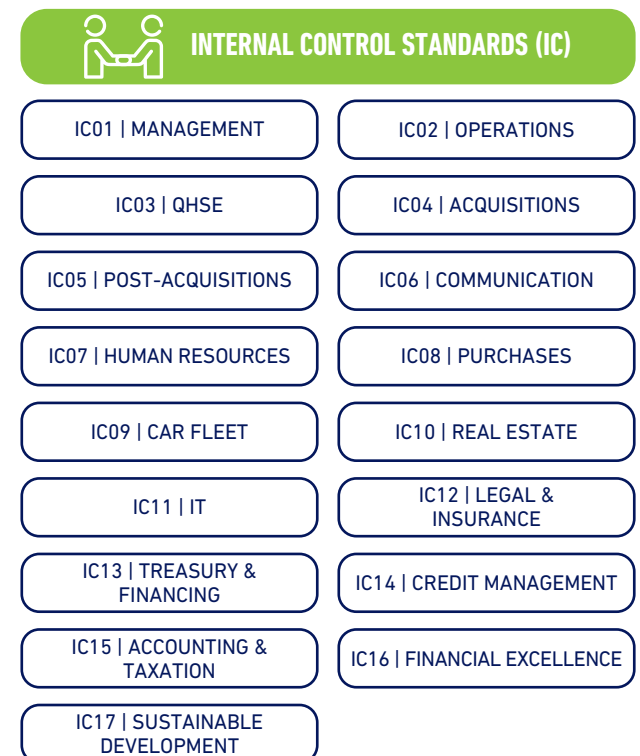 INTERNAL CONTROL STANDARDS (IC)
IC01 | MANAGEMENT
IC02 | OPERATIONS
IC03 | QHSE
IC04 | ACQUISITIONS
IC05 | POST-ACQUISITIONS
IC06 | COMMUNICATION
IC07 | HUMAN RESOURCES
IC08 | PURCHASES
IC09 | CAR FLEET
IC10 | REAL ESTATE
IC11 | IT
IC12 | LEGAL &
INSURANCE
IC13 | TREASURY &
FINANCING
IC14 | CREDIT MANAGEMENT
IC15 | ACCOUNTING &
TAXATION
IC16 | FINANCIAL EXCELLENCE
IC17 | SUSTAINABLE
DEVELOPMENT